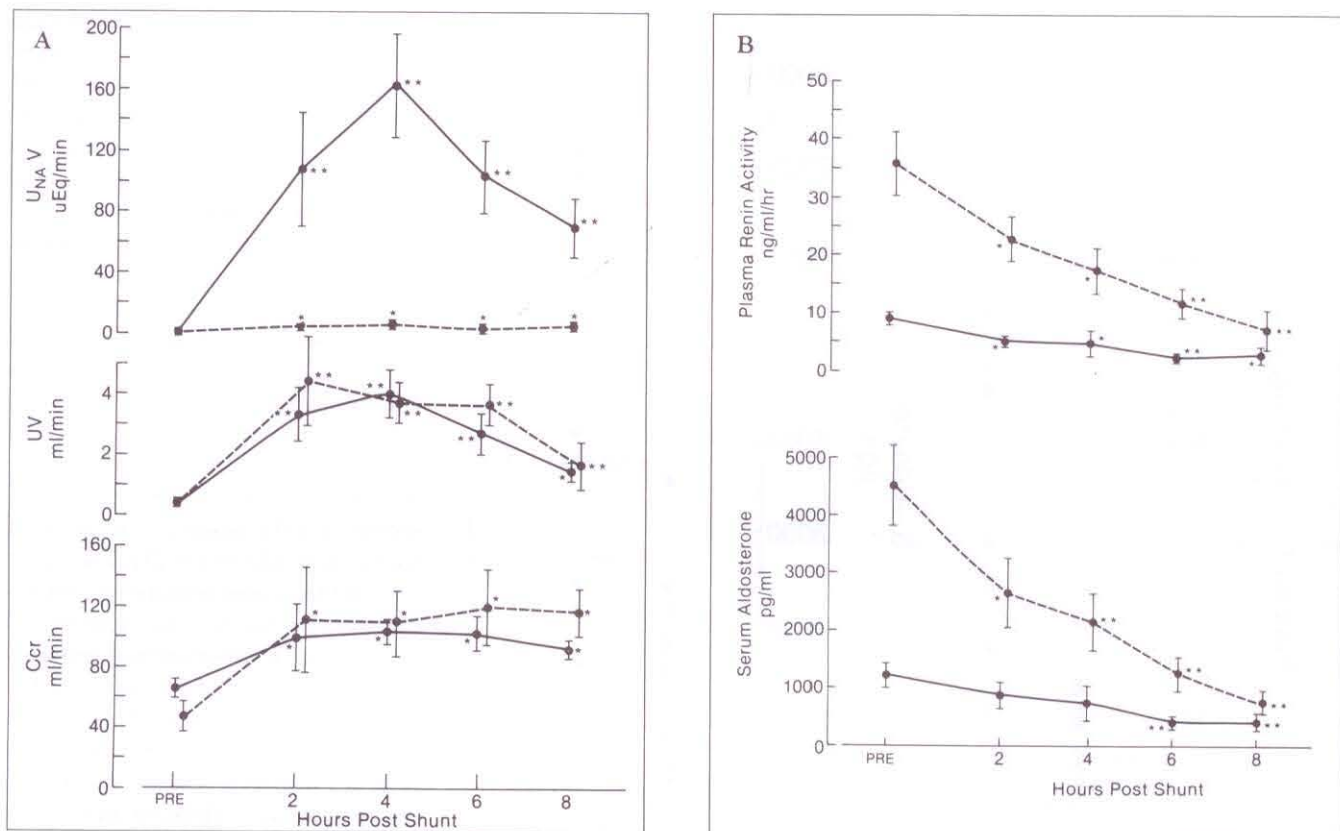 A
U_NA V
uEq/min
200
160
120
80
40
0
UV
ml/min
4
2
0
Ccr
ml/min
160
120
80
40
0
PRE 2 4 6 8
Hours Post Shunt
B
Plasma Renin Activity
ng/ml/hr
50
40
30
20
10
0
Serum Aldosterone
pg/ml
5000
4000
3000
2000
1000
0
PRE 2 4 6 8
Hours Post Shunt